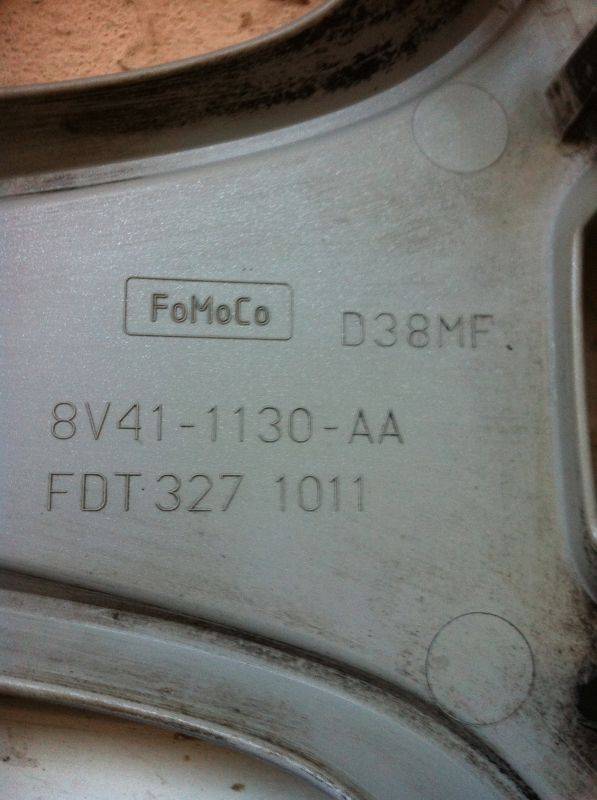 FoMoCo D38MF.
8V41-1130-AA
FDT 327 1011